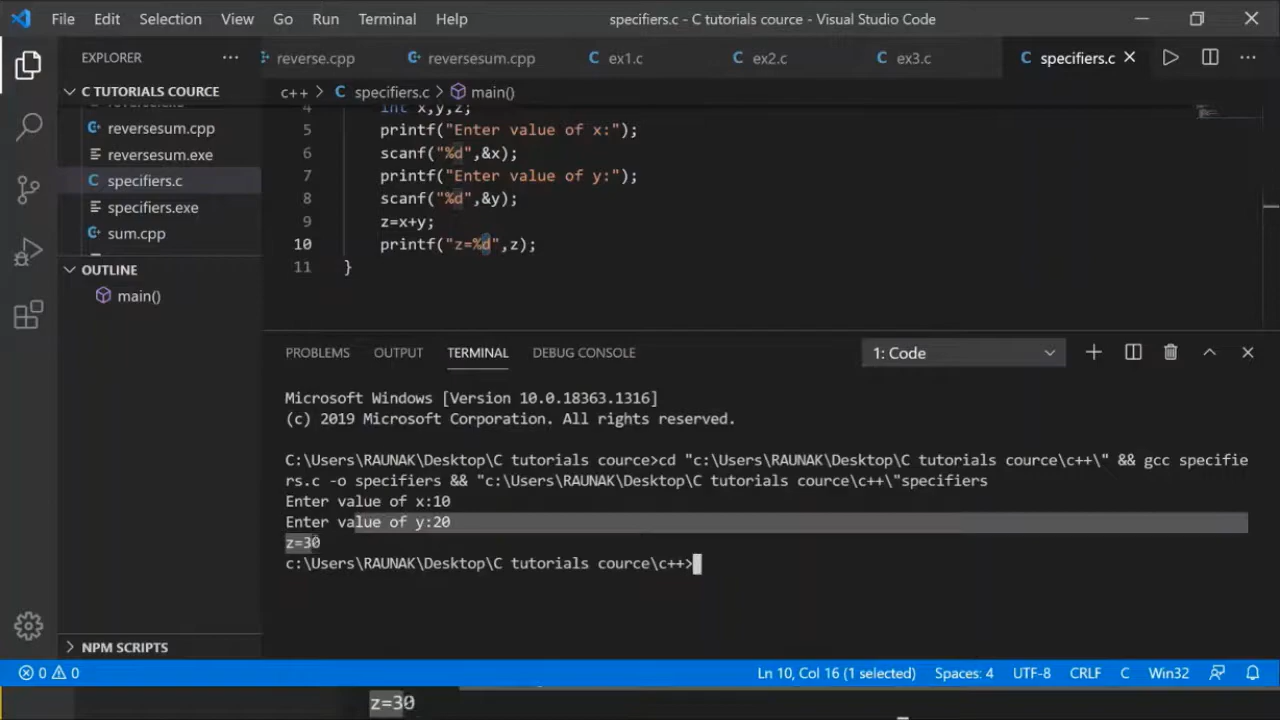 File Edit Selection View Go Run Terminal Help specifiers.c - C tutorials cource - Visual Studio Code
EXPLORER ... reverse.cpp reversesum.cpp ex1.c ex2.c ex3.c specifiers.c
C TUTORIALS COURCE
c++ > specifiers.c > main()
reversesum.cpp
reversesum.exe
specifiers.c
specifiers.exe
sum.cpp
OUTLINE
main()
NPM SCRIPTS
4 int x,y,z;
5 printf("Enter value of x:");
6 scanf("%d",&x);
7 printf("Enter value of y:");
8 scanf("%d",&y);
9 z=x+y;
10 printf("z=%d",z);
11 }
PROBLEMS OUTPUT TERMINAL DEBUG CONSOLE 1: Code
Microsoft Windows [Version 10.0.18363.1316]
(c) 2019 Microsoft Corporation. All rights reserved.
C:\Users\RAUNAK\Desktop\C tutorials cource>cd "c:\Users\RAUNAK\Desktop\C tutorials cource\c++\" && gcc specifie
rs.c -o specifiers && "c:\Users\RAUNAK\Desktop\C tutorials cource\c++\"specifiers
Enter value of x:10
Enter value of y:20
z=30
c:\Users\RAUNAK\Desktop\C tutorials cource\c++>
0 0 Ln 10, Col 16 (1 selected) Spaces: 4 UTF-8 CRLF C Win32
z=30